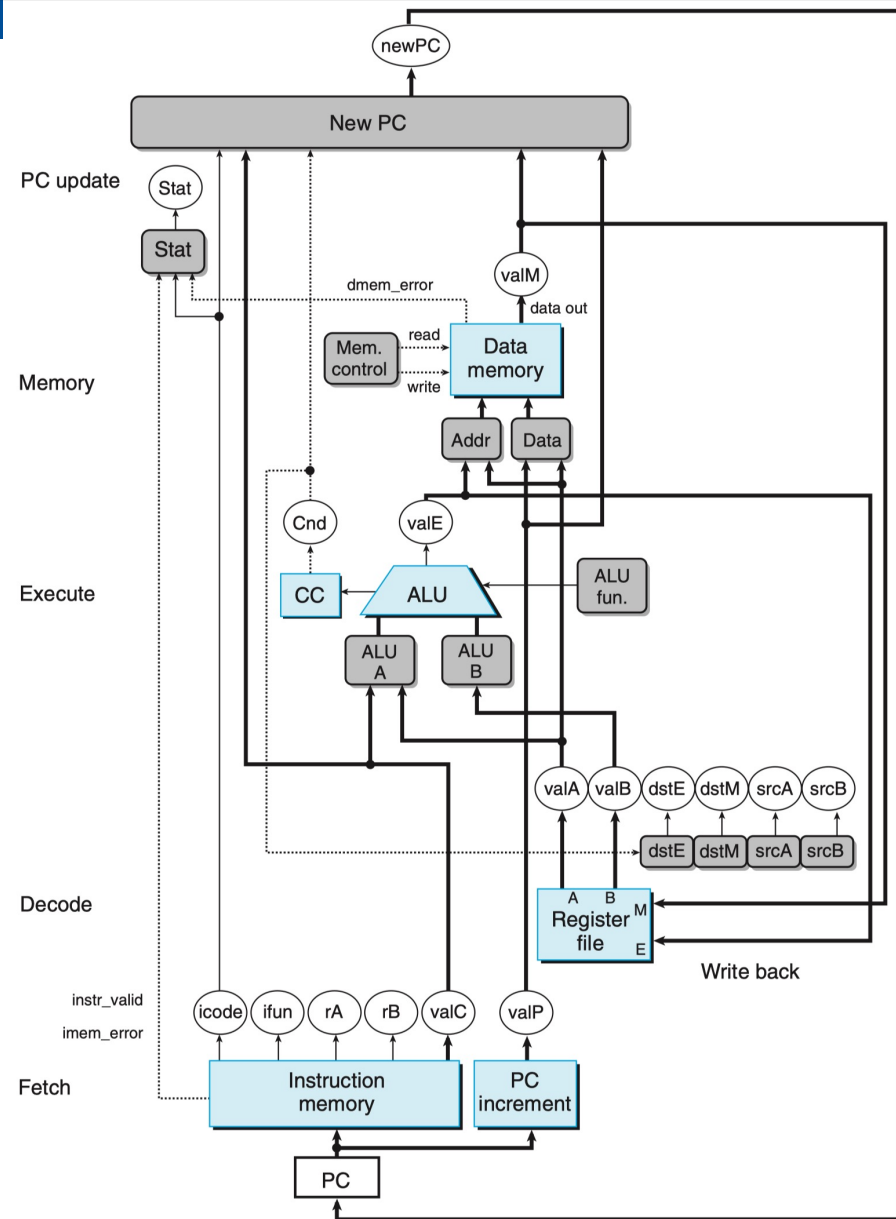 newPC
New PC
PC update
Stat
Stat
valM
dmem_error
data out
read
Mem.
control
Data
memory
Memory
write
Addr
Data
Cnd
valE
Execute
CC
ALU
ALU
fun.
ALU
A
ALU
B
valA
valB
dstE
dstM
srcA
srcB
dstE
dstM
srcA
srcB
Decode
A
B
M
Register
file
E
Write back
instr_valid
icode
ifun
rA
rB
valC
valP
imem_error
Fetch
Instruction
memory
PC
increment
PC